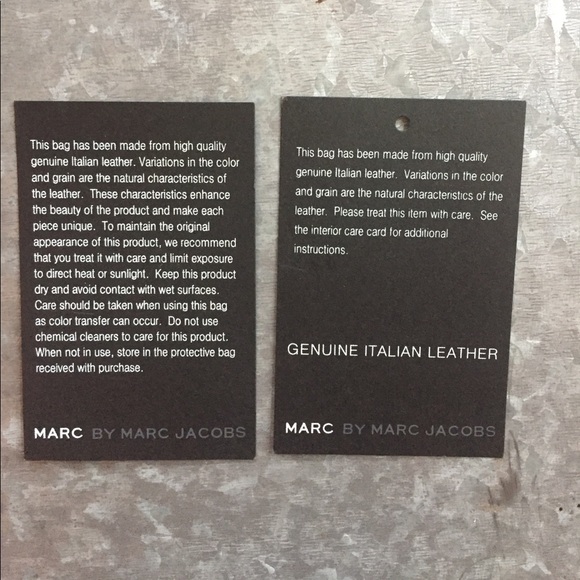 This bag has been made from high quality
genuine Italian leather. Variations in the color
and grain are the natural characteristics of
the leather. These characteristics enhance
the beauty of the product and make each
piece unique. To maintain the original
appearance of this product, we recommend
that you treat it with care and limit exposure
to direct heat or sunlight. Keep this product
dry and avoid contact with wet surfaces.
Care should be taken when using this bag
as color transfer can occur. Do not use
chemical cleaners to care for this product.
When not in use, store in the protective bag
received with purchase.
MARC BY MARC JACOBS
This bag has been made from high quality
genuine Italian leather. Variations in the color
and grain are the natural characteristics of the
leather. Please treat this item with care. See
the interior care card for additional
instructions.
GENUINE ITALIAN LEATHER
MARC BY MARC JACOBS